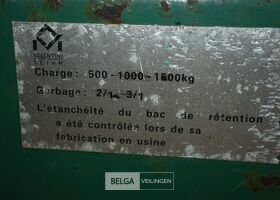 VALENTINI
Charge: 500-1000-1500kg
Gerbage: 2/1- 3/1
L'étanchéité du bac de rétention
a été contrôlée lors de sa
fabrication en usine
BELGA VEILINGEN